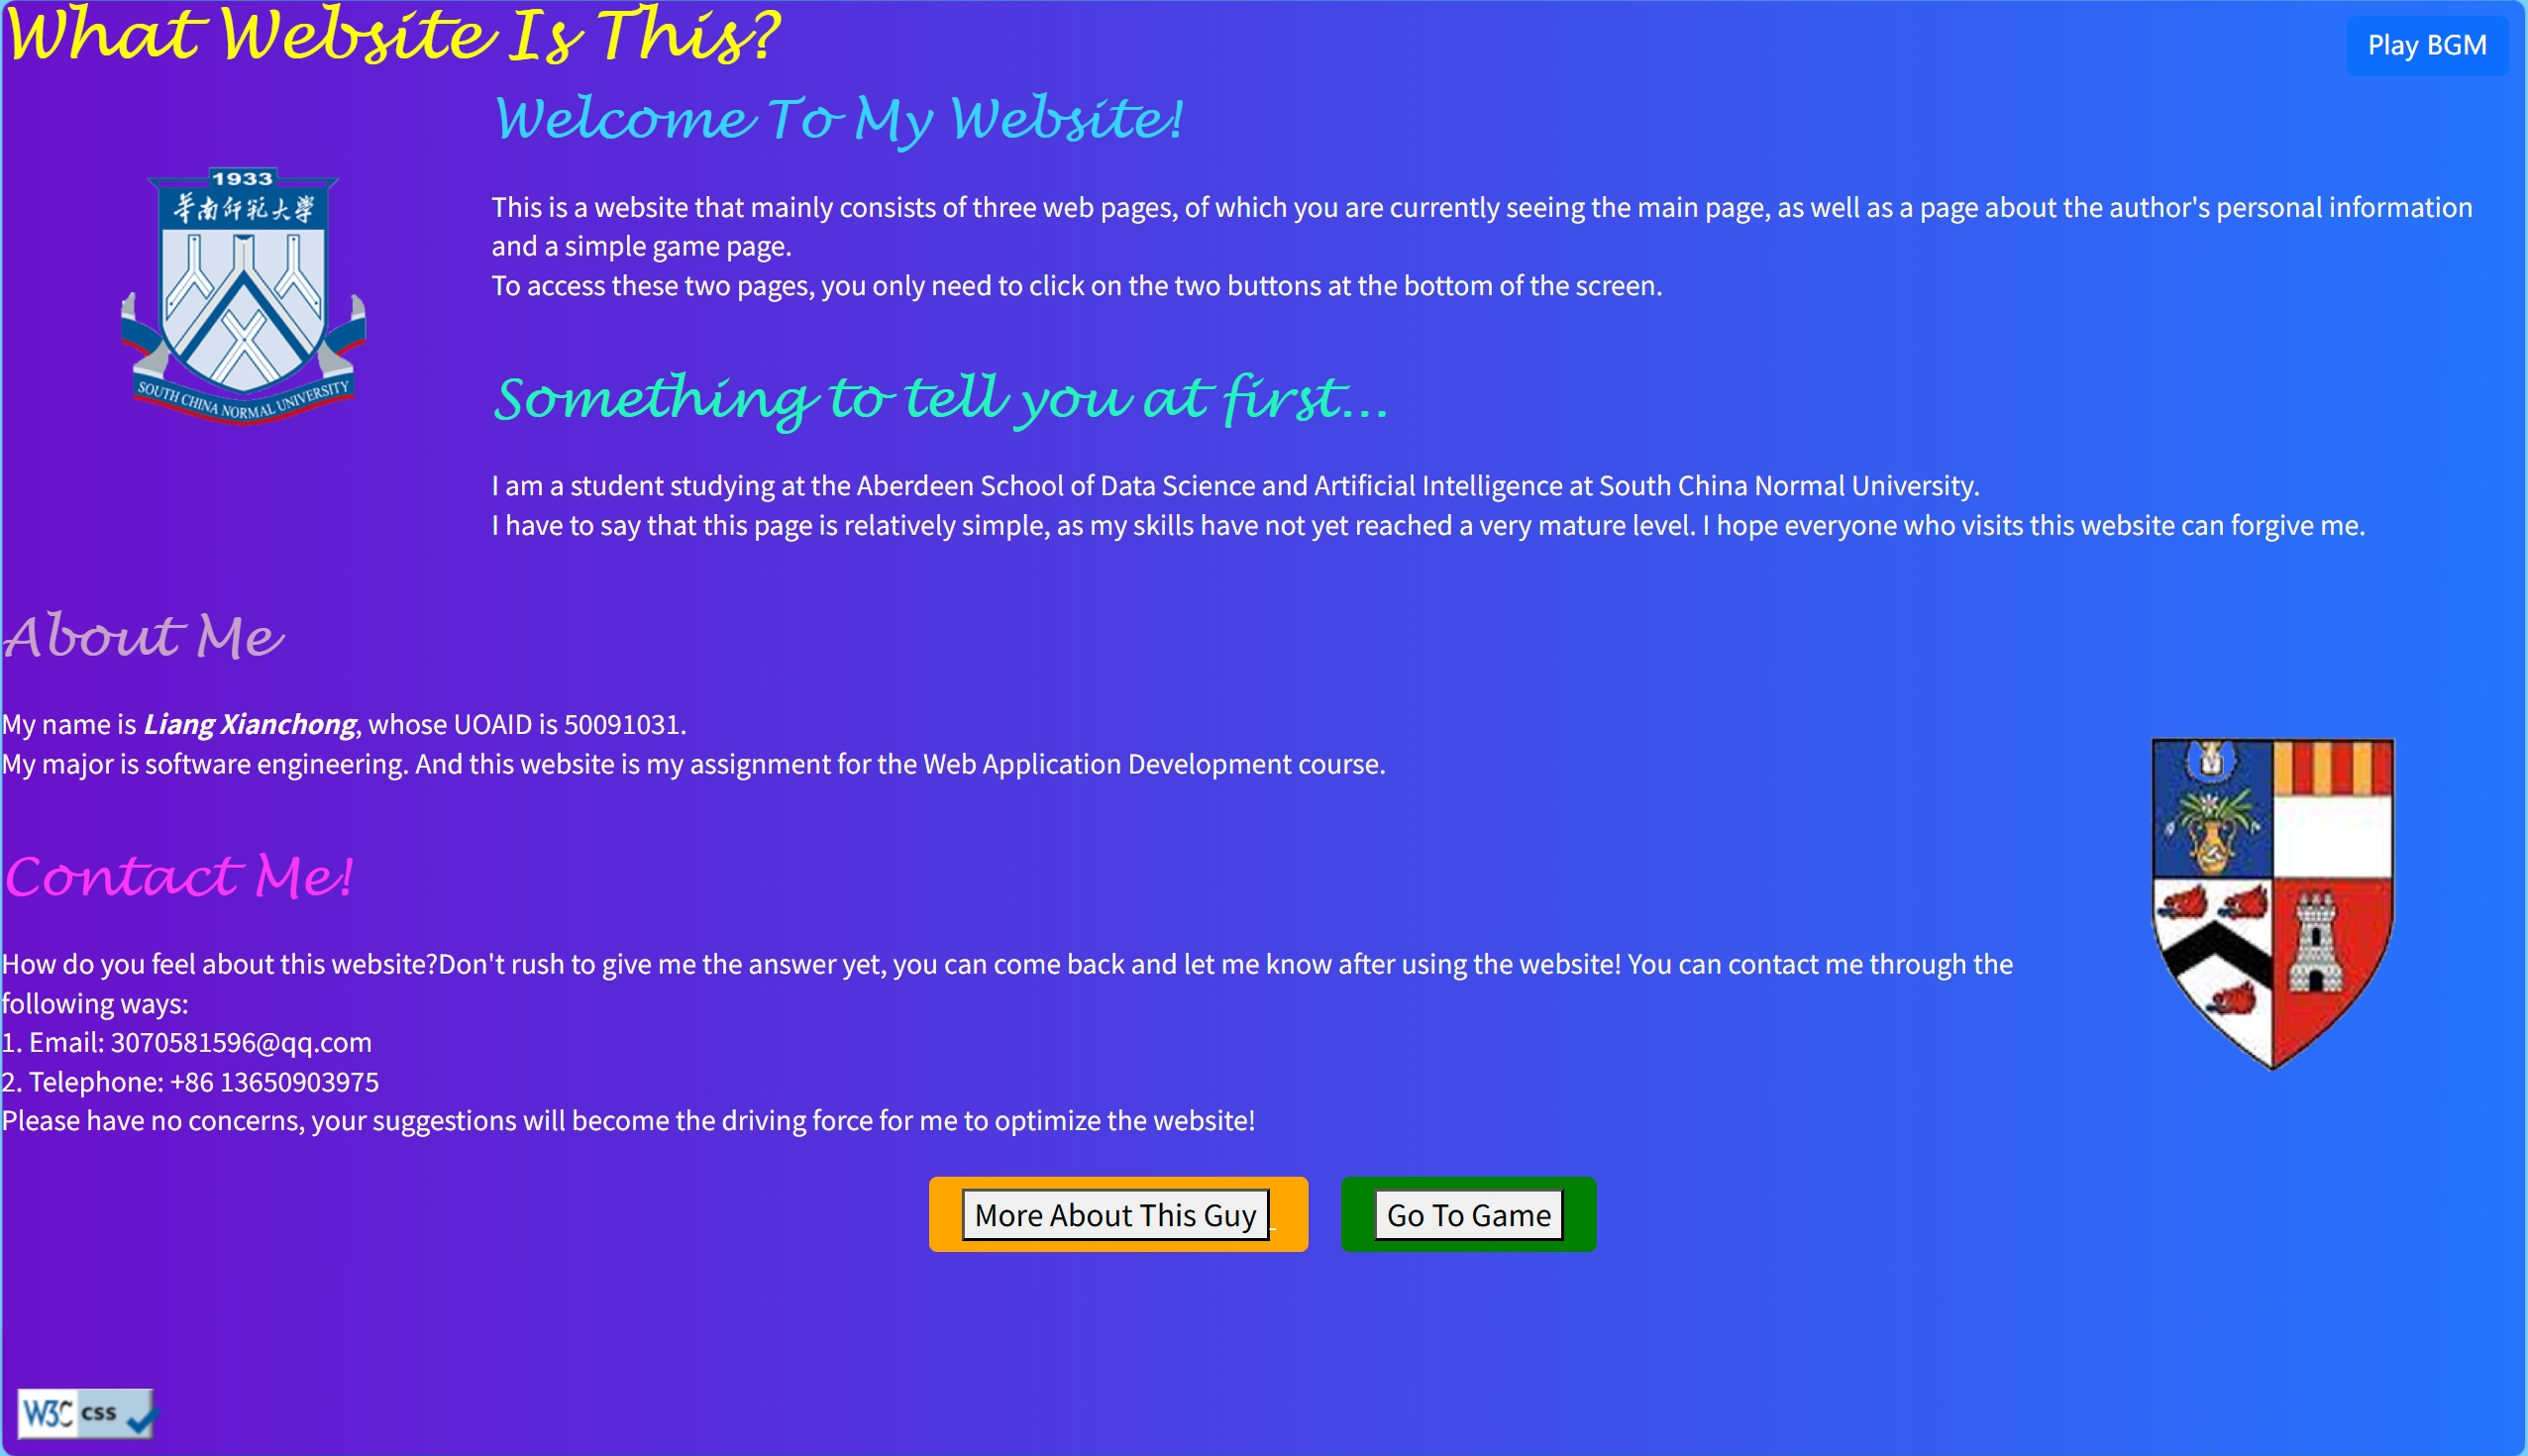 What Website Is This?
Play BGM
Welcome To My Website!
1933
華南师范大学
SOUTH CHINA NORMAL UNIVERSITY
This is a website that mainly consists of three web pages, of which you are currently seeing the main page, as well as a page about the author's personal information
and a simple game page.
To access these two pages, you only need to click on the two buttons at the bottom of the screen.
Something to tell you at first...
I am a student studying at the Aberdeen School of Data Science and Artificial Intelligence at South China Normal University.
I have to say that this page is relatively simple, as my skills have not yet reached a very mature level. I hope everyone who visits this website can forgive me.
About Me
My name is Liang Xianchong, whose UOAID is 50091031.
My major is software engineering. And this website is my assignment for the Web Application Development course.
Contact Me!
How do you feel about this website?Don't rush to give me the answer yet, you can come back and let me know after using the website! You can contact me through the
following ways:
1. Email: 3070581596@qq.com
2. Telephone: +86 13650903975
Please have no concerns, your suggestions will become the driving force for me to optimize the website!
More About This Guy
Go To Game
W3C css